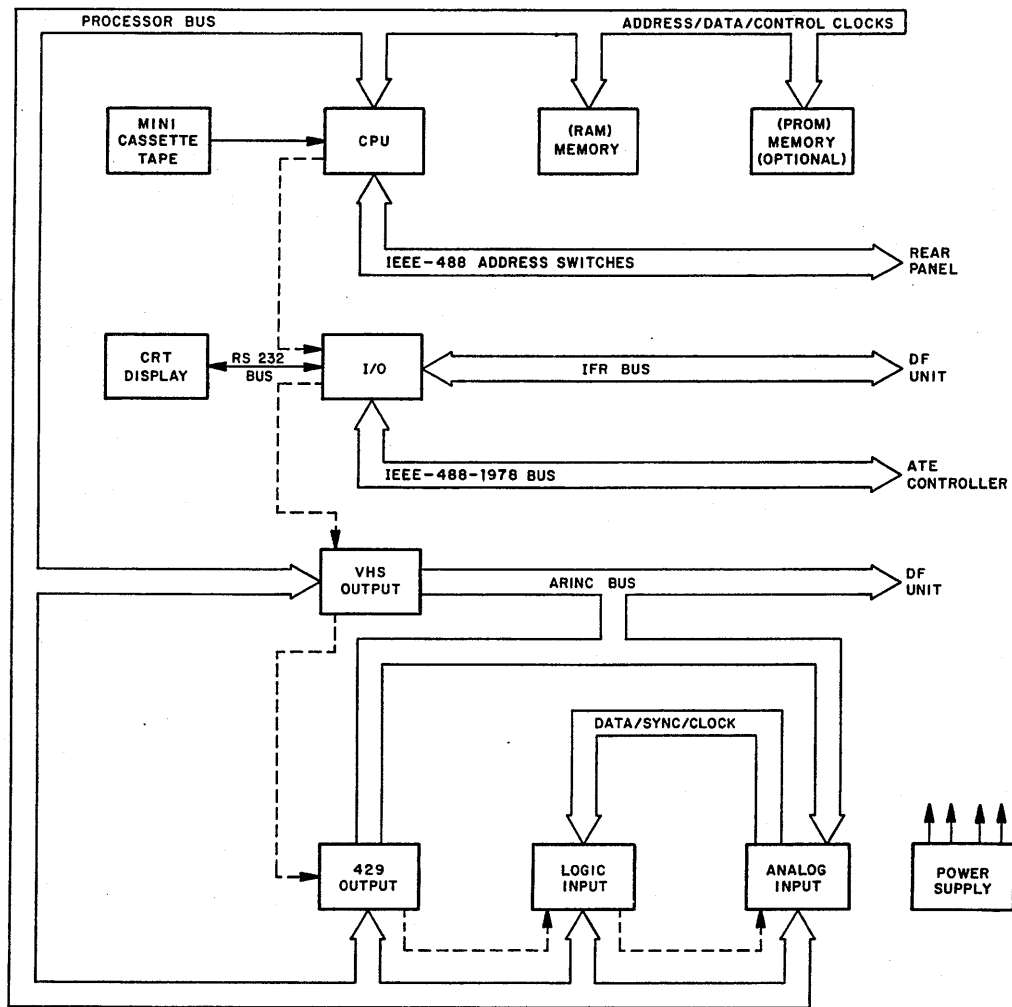 PROCESSOR BUS
ADDRESS/DATA/CONTROL CLOCKS
MINI
CASSETTE
TAPE
CPU
(RAM)
MEMORY
(PROM)
MEMORY
(OPTIONAL)
IEEE-488 ADDRESS SWITCHES
REAR
PANEL
CRT
DISPLAY
RS 232
BUS
I/O
IFR BUS
DF
UNIT
IEEE-488-1978 BUS
ATE
CONTROLLER
VHS
OUTPUT
ARINC BUS
DF
UNIT
DATA/SYNC/CLOCK
429
OUTPUT
LOGIC
INPUT
ANALOG
INPUT
POWER
SUPPLY